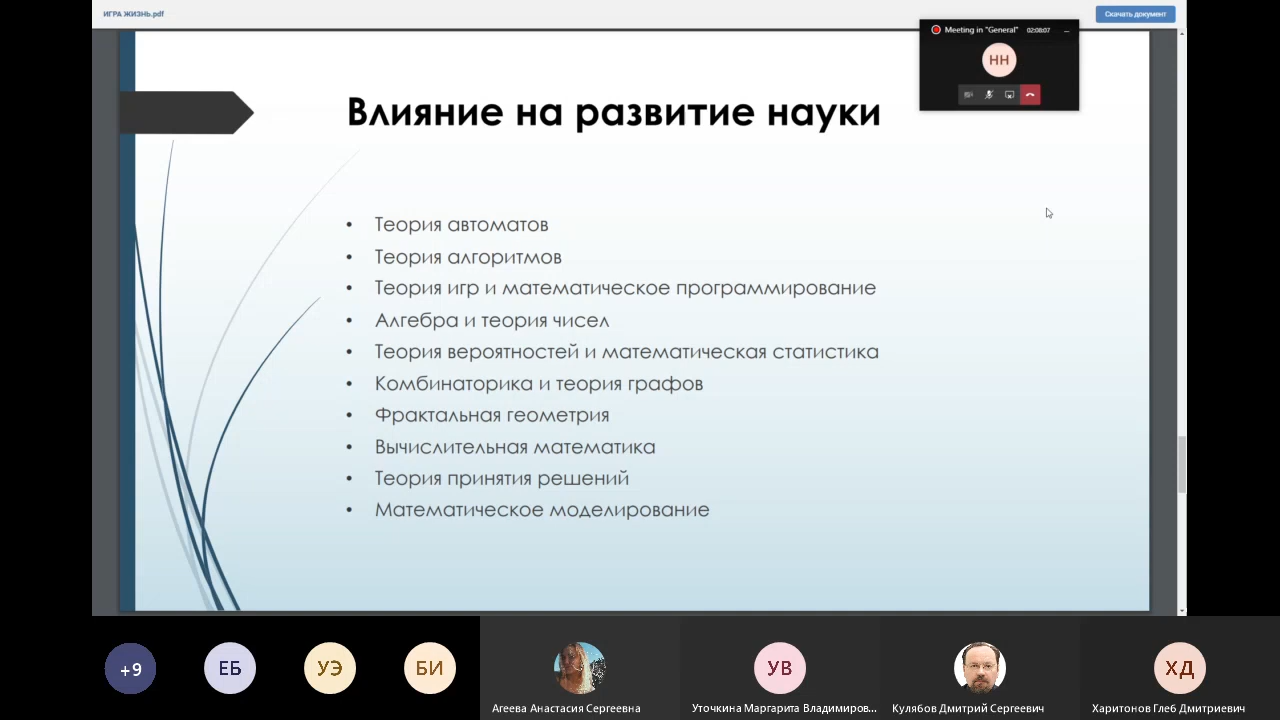 ИГРА ЖИЗНЬ.pdf
Скачать документ
Meeting in "General" 02:08:07
НН
Влияние на развитие науки
• Теория автоматов
• Теория алгоритмов
• Теория игр и математическое программирование
• Алгебра и теория чисел
• Теория вероятностей и математическая статистика
• Комбинаторика и теория графов
• Фрактальная геометрия
• Вычислительная математика
• Теория принятия решений
• Математическое моделирование
+9
ЕБ
УЭ
БИ
УВ
ХД
Агеева Анастасия Сергеевна
Уточкина Маргарита Владимиров...
Кулябов Дмитрий Сергеевич
Харитонов Глеб Дмитриевич